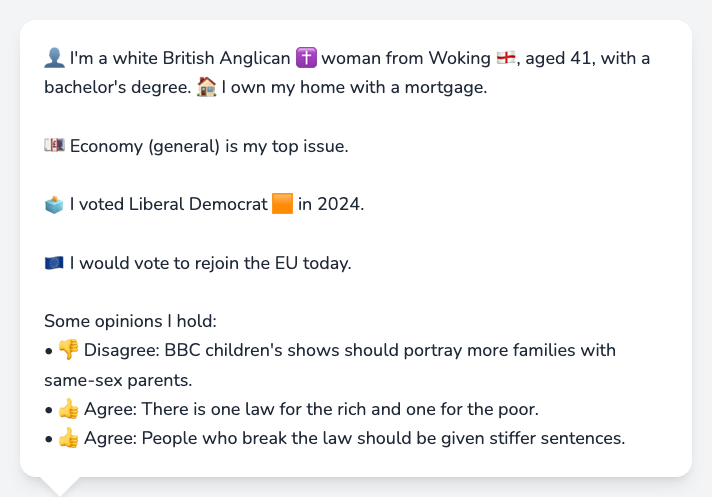 👤 I'm a white British Anglican ✝️ woman from Woking 🏴󠁧󠁢󠁥󠁮󠁧󠁿, aged 41, with a
bachelor's degree. 🏠 I own my home with a mortgage.
💷 Economy (general) is my top issue.
🗳️ I voted Liberal Democrat 🟧 in 2024.
🇪🇺 I would vote to rejoin the EU today.
Some opinions I hold:
• 👎 Disagree: BBC children's shows should portray more families with
same-sex parents.
• 👍 Agree: There is one law for the rich and one for the poor.
• 👍 Agree: People who break the law should be given stiffer sentences.